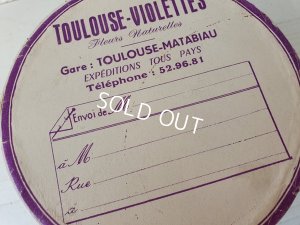 TOULOUSE-VIOLETTES
Fleurs Naturelles
Gare : TOULOUSE-MATABIAU
EXPÉDITIONS TOUS PAYS
Téléphone : 52.96.81
Envoi de
SOLD OUT
à M
Rue
à